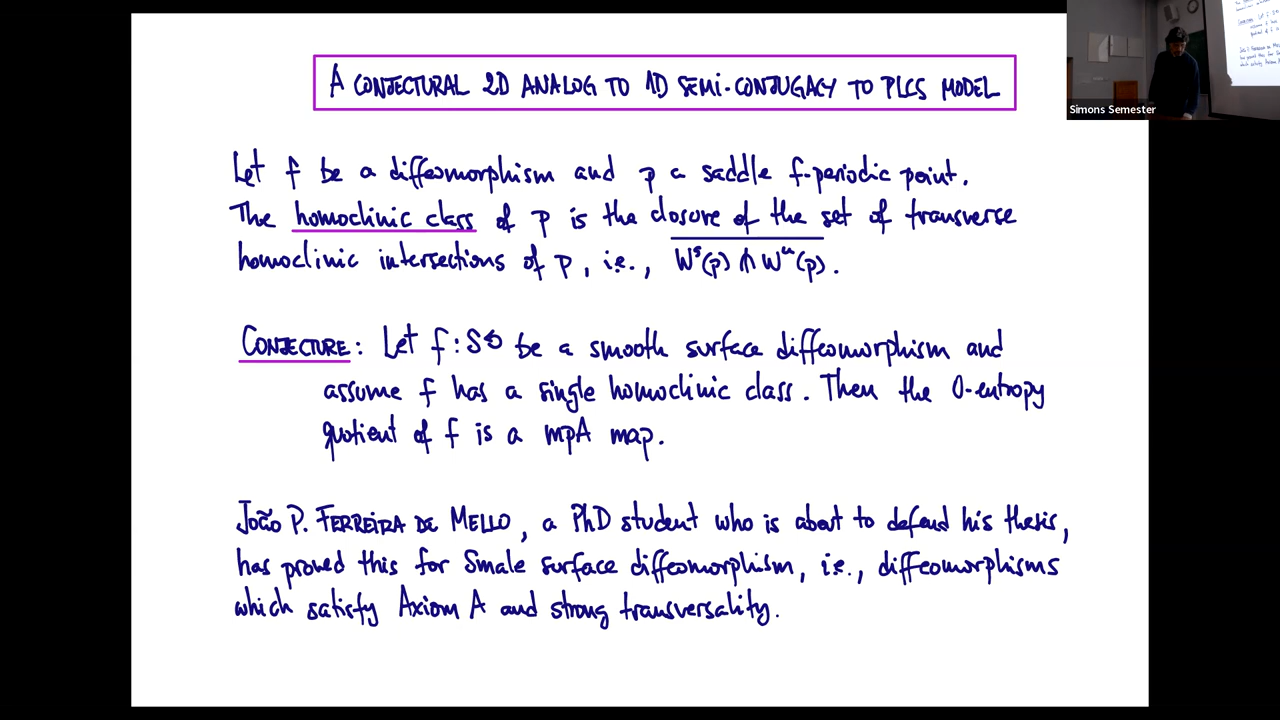 A CONJECTURAL 2D ANALOG TO 1D SEMI-CONJUGACY TO PLCS MODEL
Let f be a diffeomorphism and p a saddle f-periodic point.
The homoclinic class of p is the closure of the set of transverse
homoclinic intersections of p, i.e., Wˢ(p) ⋔ Wᵘ(p).
CONJECTURE: Let f : S↺ be a smooth surface diffeomorphism and
assume f has a single homoclinic class. Then the 0-entropy
quotient of f is a mpA map.
JOÃO P. FERREIRA DE MELLO, a PhD student who is about to defend his thesis,
has proved this for Smale surface diffeomorphism, i.e., diffeomorphisms
which satisfy Axiom A and strong transversality.
Simons Semester